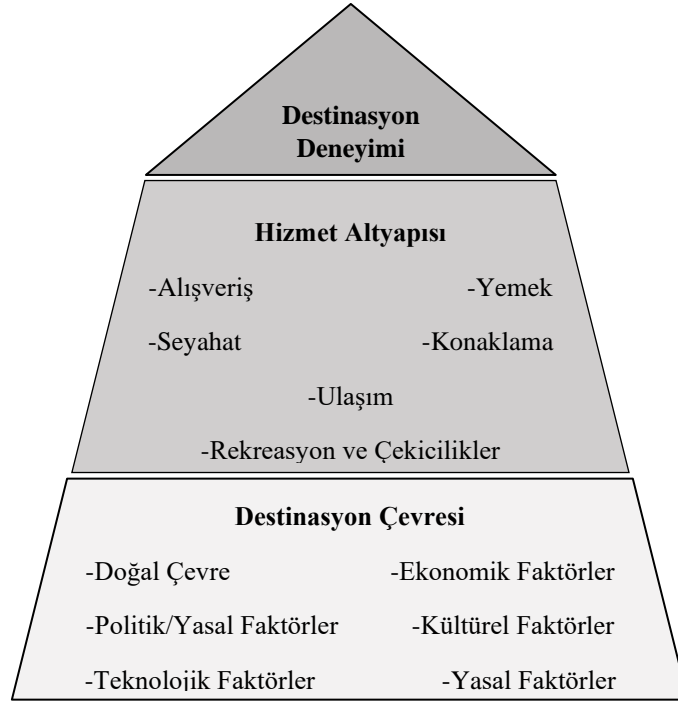 Destinasyon
Deneyimi
Hizmet Altyapısı
-Alışveriş -Yemek
-Seyahat -Konaklama
-Ulaşım
-Rekreasyon ve Çekicilikler
Destinasyon Çevresi
-Doğal Çevre -Ekonomik Faktörler
-Politik/Yasal Faktörler -Kültürel Faktörler
-Teknolojik Faktörler -Yasal Faktörler